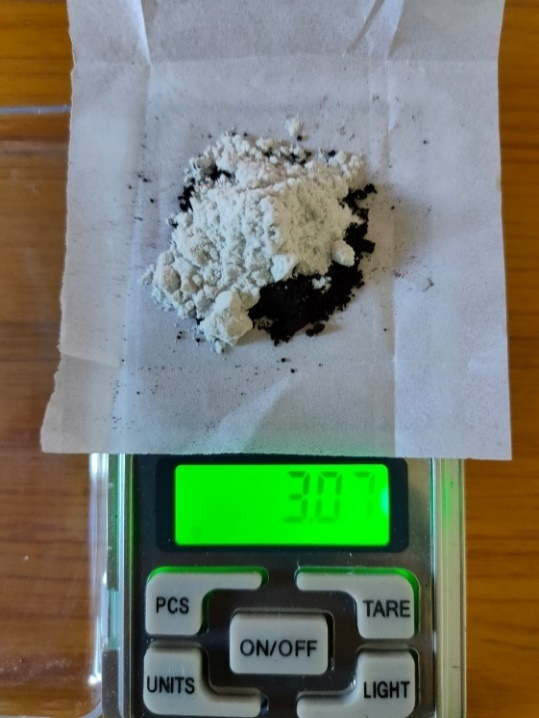 3.07
PCS
TARE
ON/OFF
UNITS
LIGHT